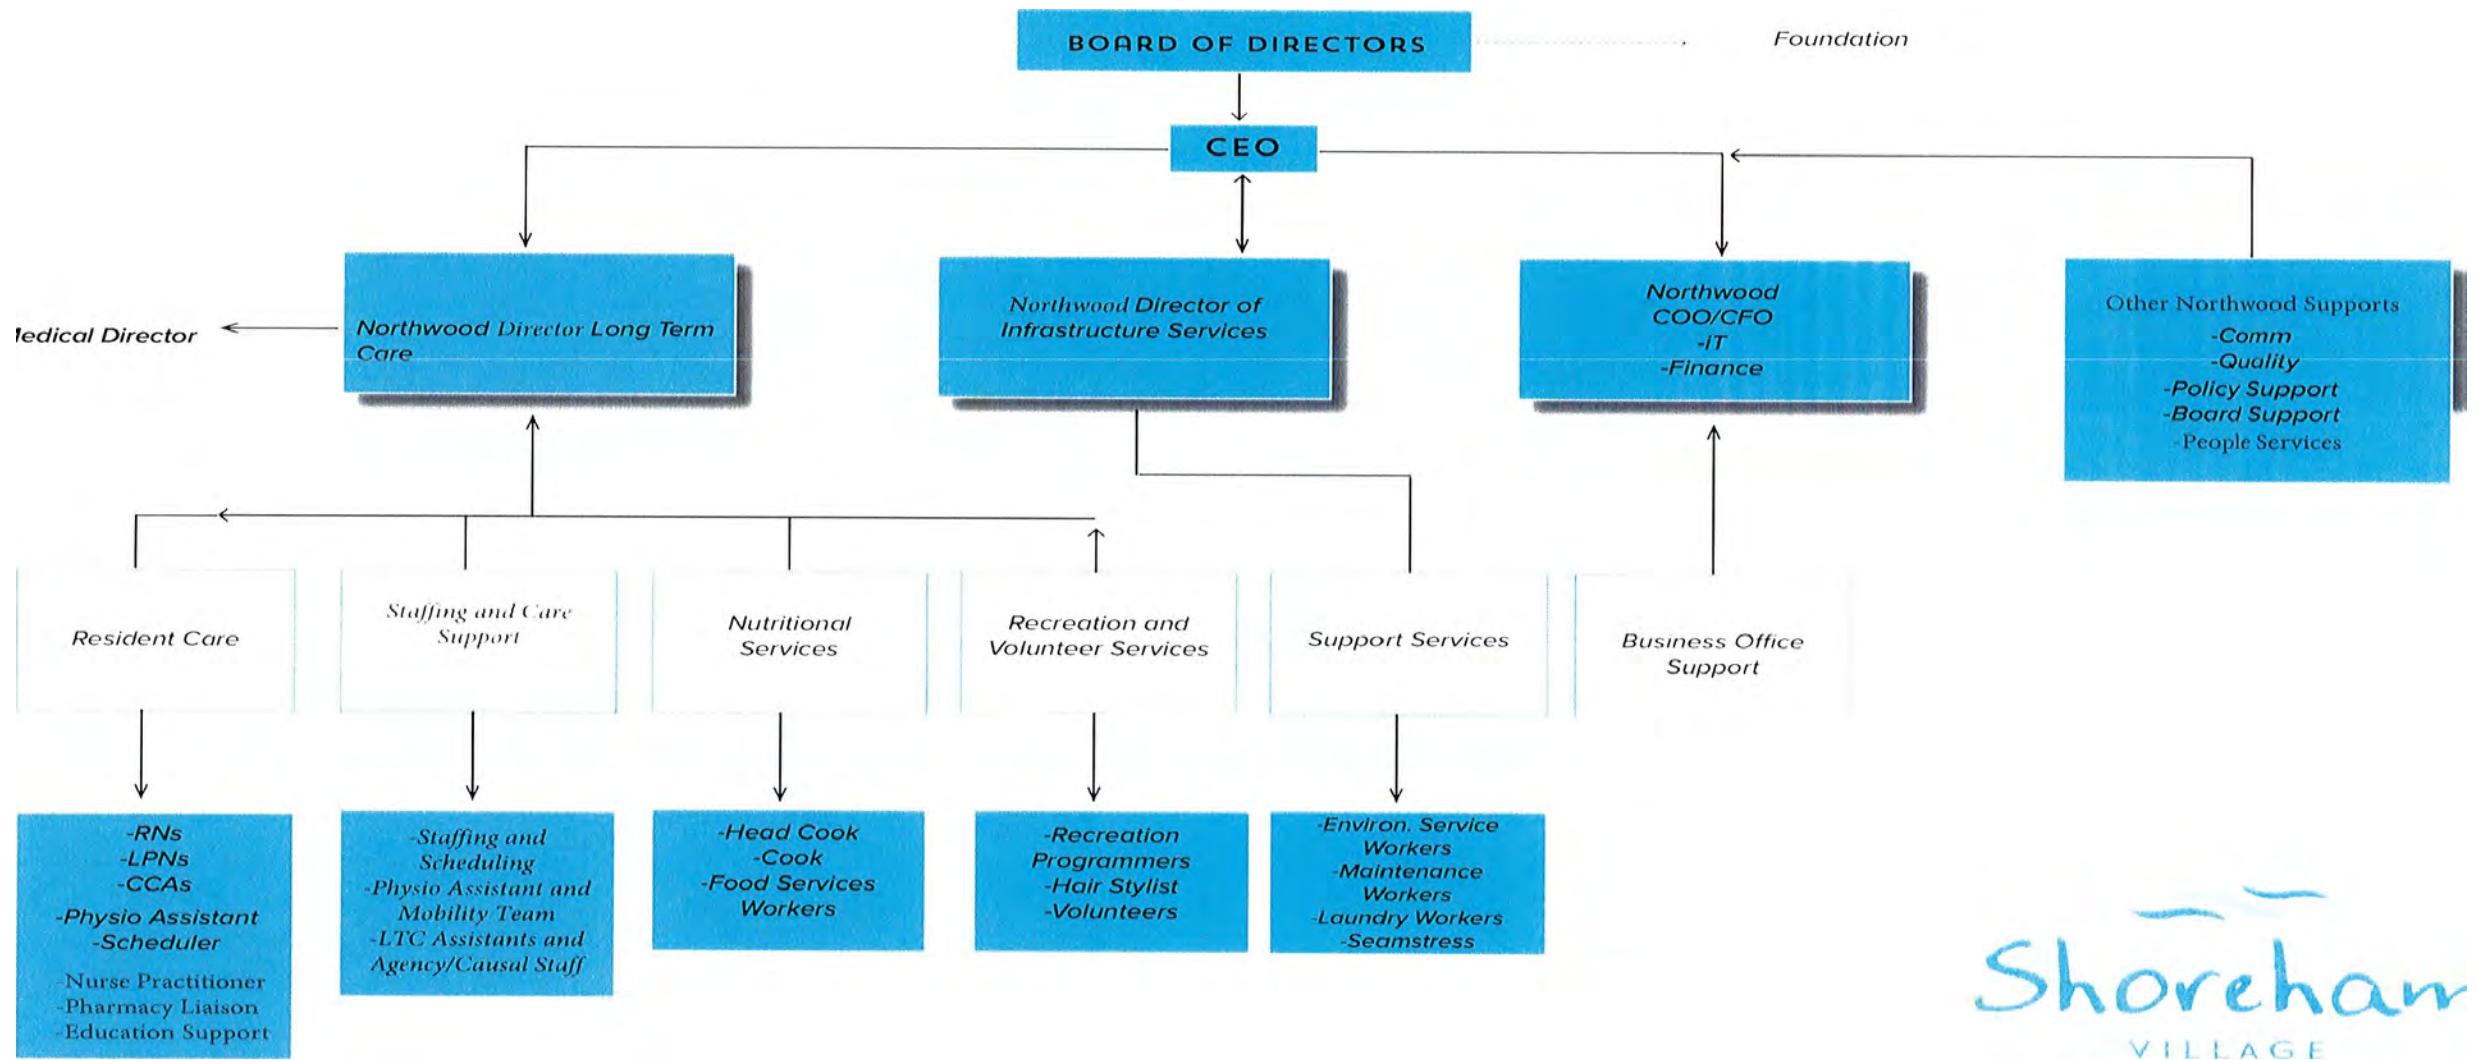 BOARD OF DIRECTORS
Foundation
CEO
Medical Director
Northwood Director Long Term
Care
Northwood Director of
Infrastructure Services
Northwood
COO/CFO
-iT
-Finance
Other Northwood Supports
-Comm
-Quality
-Policy Support
-Board Support
-People Services
Resident Care
Staffing and Care
Support
Nutritional
Services
Recreation and
Volunteer Services
Support Services
Business Office
Support
-RNs
-LPNs
-CCAs
-Physio Assistant
-Scheduler
-Nurse Practitioner
-Pharmacy Liaison
-Education Support
-Staffing and
Scheduling
-Physio Assistant and
Mobility Team
-LTC Assistants and
Agency/Causal Staff
-Head Cook
-Cook
-Food Services
Workers
-Recreation
Programmers
-Hair Stylist
-Volunteers
-Environ. Service
Workers
-Maintenance
Workers
-Laundry Workers
-Seamstress
Shoreham
VILLAGE